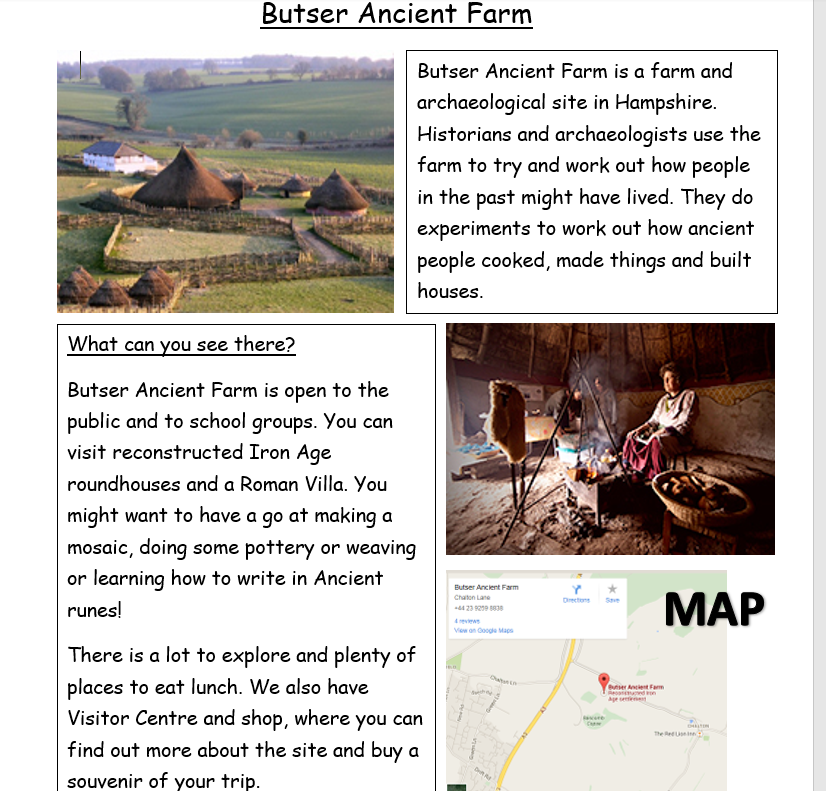 Butser Ancient Farm
Butser Ancient Farm is a farm and
archaeological site in Hampshire.
Historians and archaeologists use the
farm to try and work out how people
in the past might have lived. They do
experiments to work out how ancient
people cooked, made things and built
houses.
What can you see there?
Butser Ancient Farm is open to the
public and to school groups. You can
visit reconstructed Iron Age
roundhouses and a Roman Villa. You
might want to have a go at making a
mosaic, doing some pottery or weaving
or learning how to write in Ancient
runes!
There is a lot to explore and plenty of
places to eat lunch. We also have
Visitor Centre and shop, where you can
find out more about the site and buy a
souvenir of your trip.
MAP
Butser Ancient Farm
Chalton Lane
+44 23 9259 8838
4 reviews
View on Google Maps
Directions
Save
Chalton Ln
Butser Ancient Farm
Reconstructed Iron
Age settlement
CHALTON
The Red Lion Inn
A3
A3